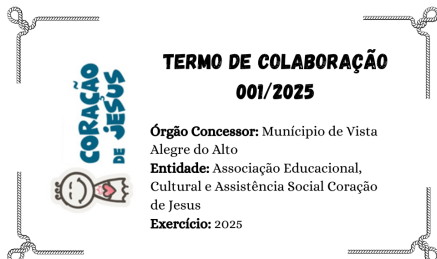 CORAÇÃO
DE JESUS
TERMO DE COLABORAÇÃO
001/2025
Órgão Concessor: Munícipio de Vista
Alegre do Alto
Entidade: Associação Educacional,
Cultural e Assistência Social Coração
de Jesus
Exercício: 2025